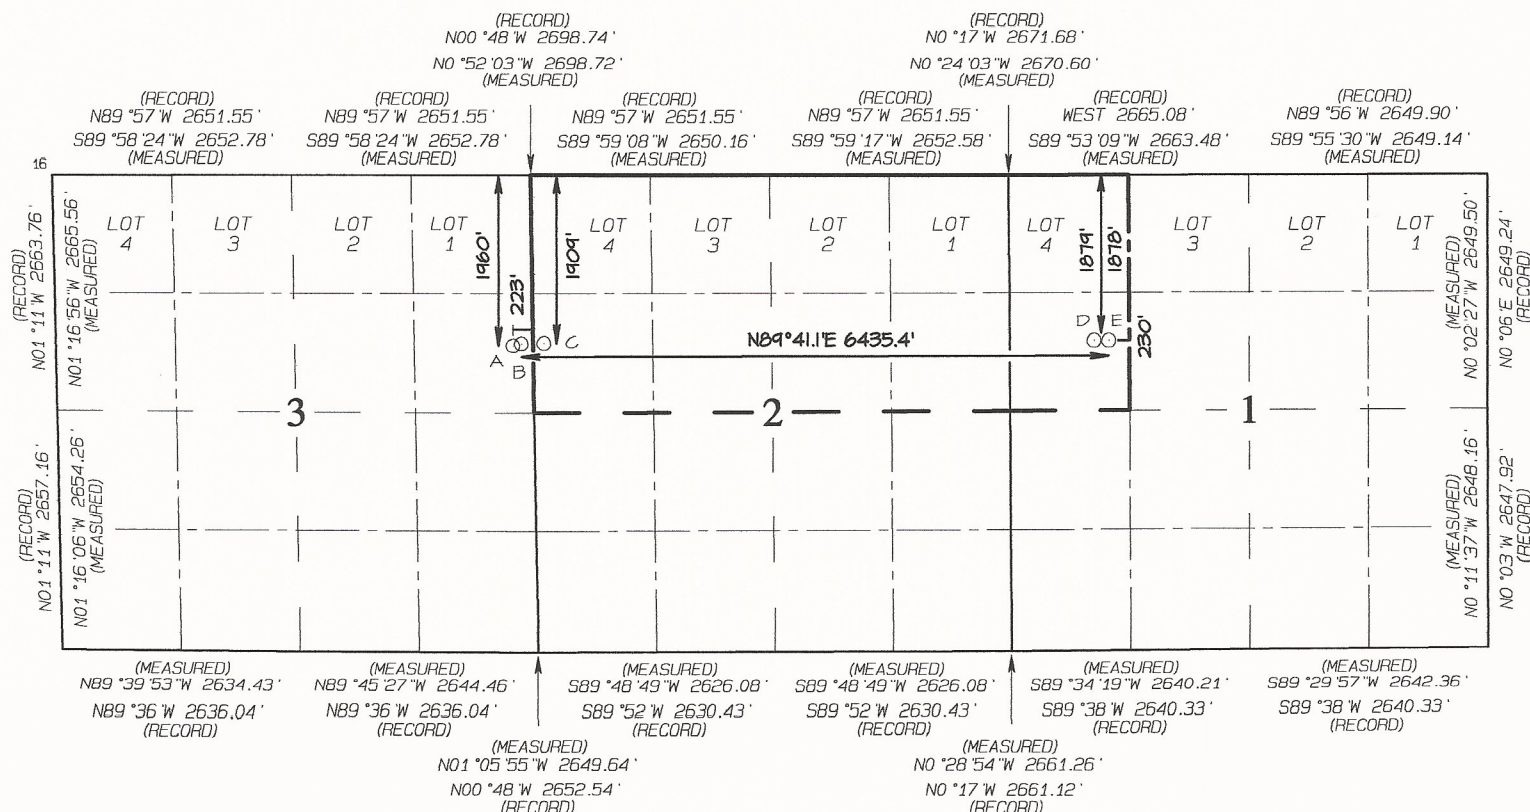 (RECORD)
N00°48'W 2698.74'
N0°52'03"W 2698.72'
(MEASURED)
(RECORD)
N0°17'W 2671.68'
N0°24'03"W 2670.60'
(MEASURED)
(RECORD)
N89°57'W 2651.55'
S89°58'24"W 2652.78'
(MEASURED)
(RECORD)
N89°57'W 2651.55'
S89°58'24"W 2652.78'
(MEASURED)
(RECORD)
N89°57'W 2651.55'
S89°59'08"W 2650.16'
(MEASURED)
(RECORD)
N89°57'W 2651.55'
S89°59'17"W 2652.58'
(MEASURED)
(RECORD)
WEST 2665.08'
S89°53'09"W 2663.48'
(MEASURED)
(RECORD)
N89°56'W 2649.90'
S89°55'30"W 2649.14'
(MEASURED)
16
(RECORD)
N01°11'W 2663.76'
N01°16'56"W 2665.56'
(MEASURED)
LOT
4
LOT
3
LOT
2
LOT
1
1960'
223'
1909'
LOT
4
LOT
3
LOT
2
LOT
1
LOT
4
1879'
1878'
LOT
3
LOT
2
LOT
1
(MEASURED)
N0°02'27"W 2649.50'
N0°06'E 2649.24'
(RECORD)
A
B
C
N89°41.1'E 6435.4'
D
E
230'
3
2
1
(RECORD)
N01°11'W 2657.16'
N01°16'06"W 2654.26'
(MEASURED)
(MEASURED)
N0°11'37"W 2648.16'
N0°03'W 2647.92'
(RECORD)
(MEASURED)
N89°39'53"W 2634.43'
N89°36'W 2636.04'
(RECORD)
(MEASURED)
N89°45'27"W 2644.46'
N89°36'W 2636.04'
(RECORD)
(MEASURED)
S89°48'49"W 2626.08'
S89°52'W 2630.43'
(RECORD)
(MEASURED)
S89°48'49"W 2626.08'
S89°52'W 2630.43'
(RECORD)
(MEASURED)
S89°34'19"W 2640.21'
S89°38'W 2640.33'
(RECORD)
(MEASURED)
S89°29'57"W 2642.36'
S89°38'W 2640.33'
(RECORD)
(MEASURED)
N01°05'55"W 2649.64'
N00°48'W 2652.54'
(RECORD)
(MEASURED)
N0°28'54"W 2661.26'
N0°17'W 2661.12'
(RECORD)